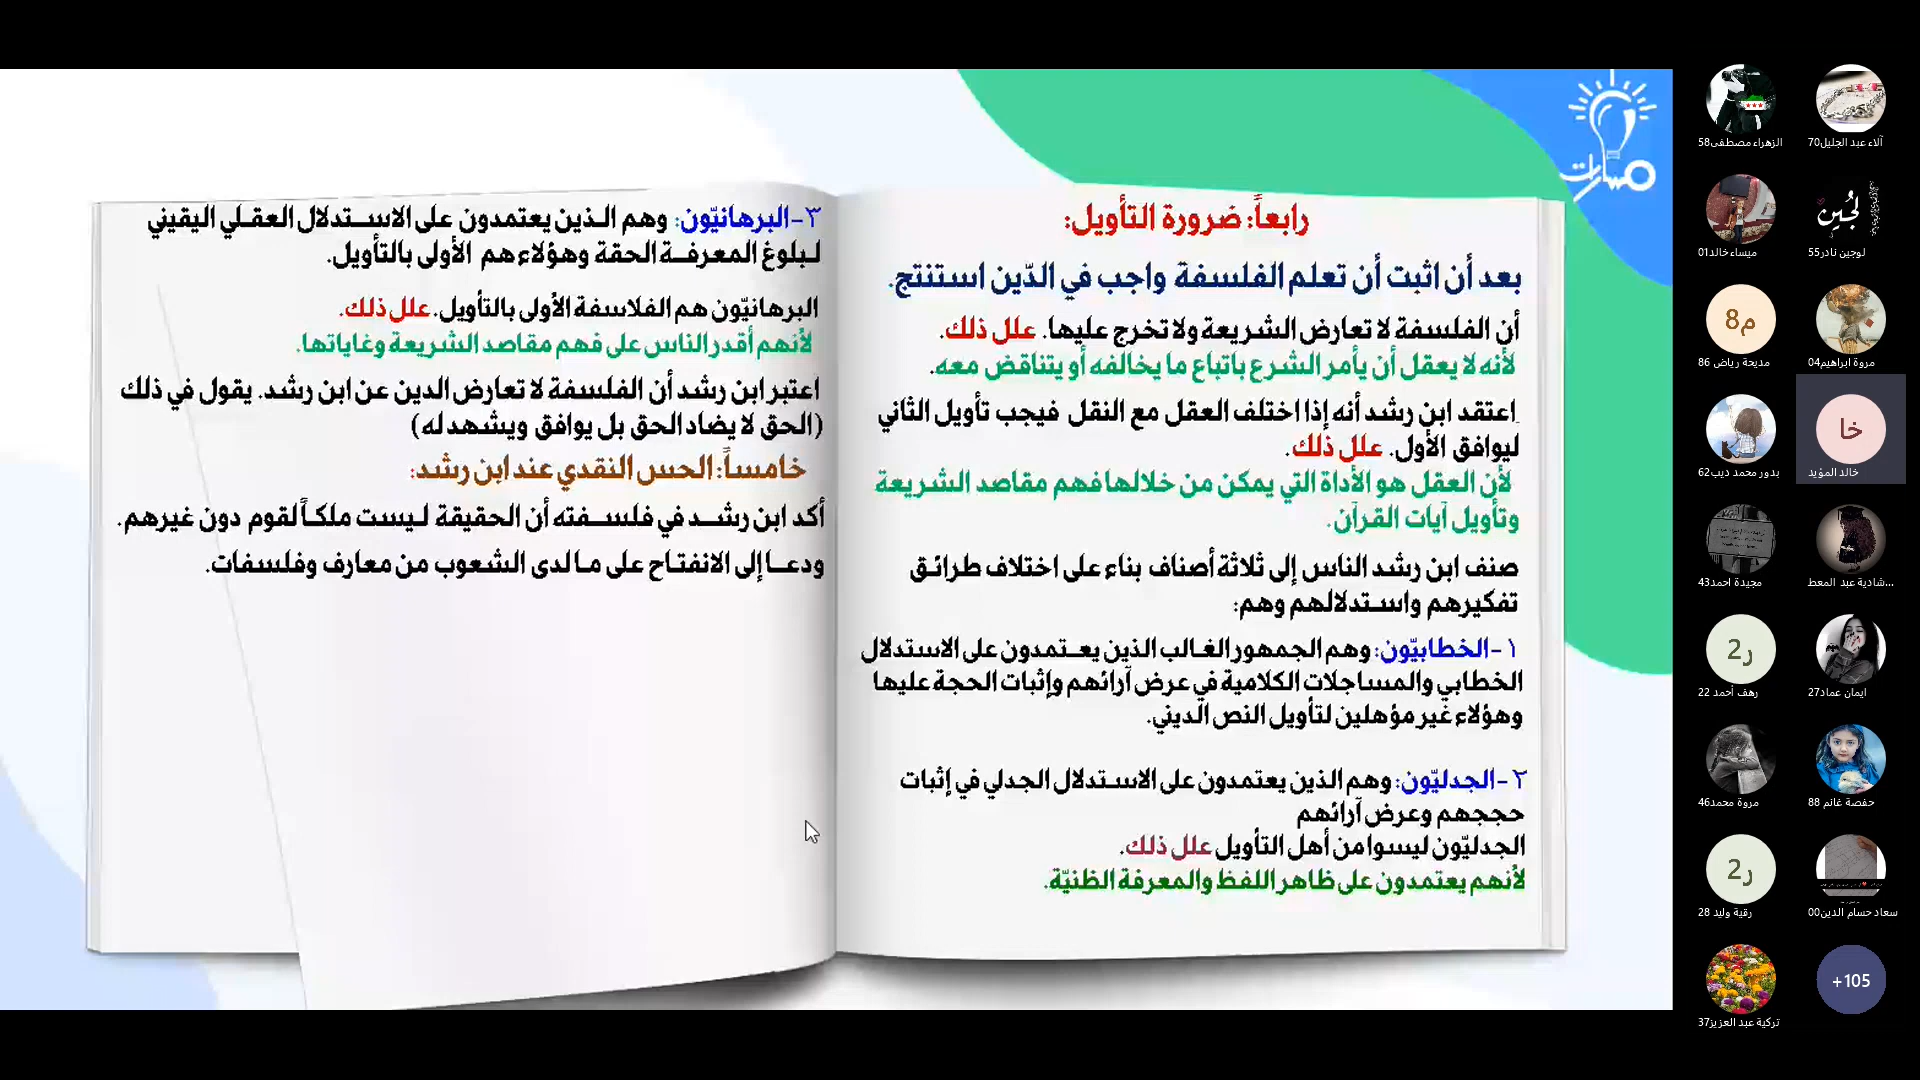 رابعاً: ضرورة التأويل:
بعد أن اثبت أن تعلم الفلسفة واجب في الدّين استنتج.
أن الفلسفة لا تعارض الشريعة ولا تخرج عليها. علل ذلك.
لأنه لا يعقل أن يأمر الشرع باتباع ما يخالفه أو يتناقض معه.
اعتقد ابن رشد أنه إذا اختلف العقل مع النقل فيجب تأويل الثاني
ليوافق الأول. علل ذلك.
لأن العقل هو الأداة التي يمكن من خلالها فهم مقاصد الشريعة
وتأويل آيات القرآن.
صنف ابن رشد الناس إلى ثلاثة أصناف بناء على اختلاف طرائق
تفكيرهم واستدلالهم وهم:
١-الخطابيّون: وهم الجمهور الغالب الذين يعتمدون على الاستدلال
الخطابي والمساجلات الكلامية في عرض آرائهم وإثبات الحجة عليها
وهؤلاء غير مؤهلين لتأويل النص الديني.
٢-الجدليّون: وهم الذين يعتمدون على الاستدلال الجدلي في إثبات
حججهم وعرض آرائهم
الجدليّون ليسوا من أهل التأويل علل ذلك.
لأنهم يعتمدون على ظاهر اللفظ والمعرفة الظنيّة.
٣-البرهانيّون: وهم الذين يعتمدون على الاستدلال العقلي اليقيني
لبلوغ المعرفة الحقة وهؤلاء هم الأولى بالتأويل.
البرهانيّون هم الفلاسفة الأولى بالتأويل. علل ذلك.
لأنهم أقدر الناس على فهم مقاصد الشريعة وغاياتها.
اعتبر ابن رشد أن الفلسفة لا تعارض الدين عن ابن رشد. يقول في ذلك
(الحق لا يضاد الحق بل يوافق ويشهد له)
خامساً: الحس النقدي عند ابن رشد:
أكد ابن رشد في فلسفته أن الحقيقة ليست ملكاً لقوم دون غيرهم.
ودعا إلى الانفتاح على ما لدى الشعوب من معارف وفلسفات.
مسارات
آلاء عبد الجليل70
الزهراء مصطفى58
لوجين نادر55
ميساء خالد01
لُجَين
م8
مروة ابراهيم04
مديحة رياض 86
خا
خالد المؤيد
بدور محمد ديب62
شادية عبد المعط...
مجيدة احمد43
ر2
ايمان عماد27
رهف أحمد 22
حفصة غانم 88
مروة محمد46
ر2
سعاد حسام الدين00
رقية وليد 28
+105
تركية عبد العزيز37